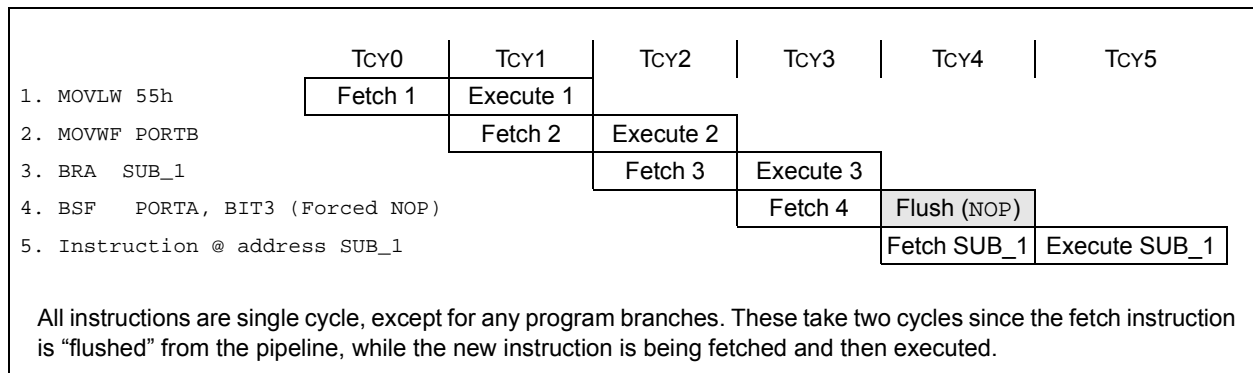 TCY0 TCY1 TCY2 TCY3 TCY4 TCY5
1. MOVLW 55h Fetch 1 Execute 1
2. MOVWF PORTB Fetch 2 Execute 2
3. BRA SUB_1 Fetch 3 Execute 3
4. BSF PORTA, BIT3 (Forced NOP) Fetch 4 Flush (NOP)
5. Instruction @ address SUB_1 Fetch SUB_1 Execute SUB_1
All instructions are single cycle, except for any program branches. These take two cycles since the fetch instruction
is “flushed” from the pipeline, while the new instruction is being fetched and then executed.